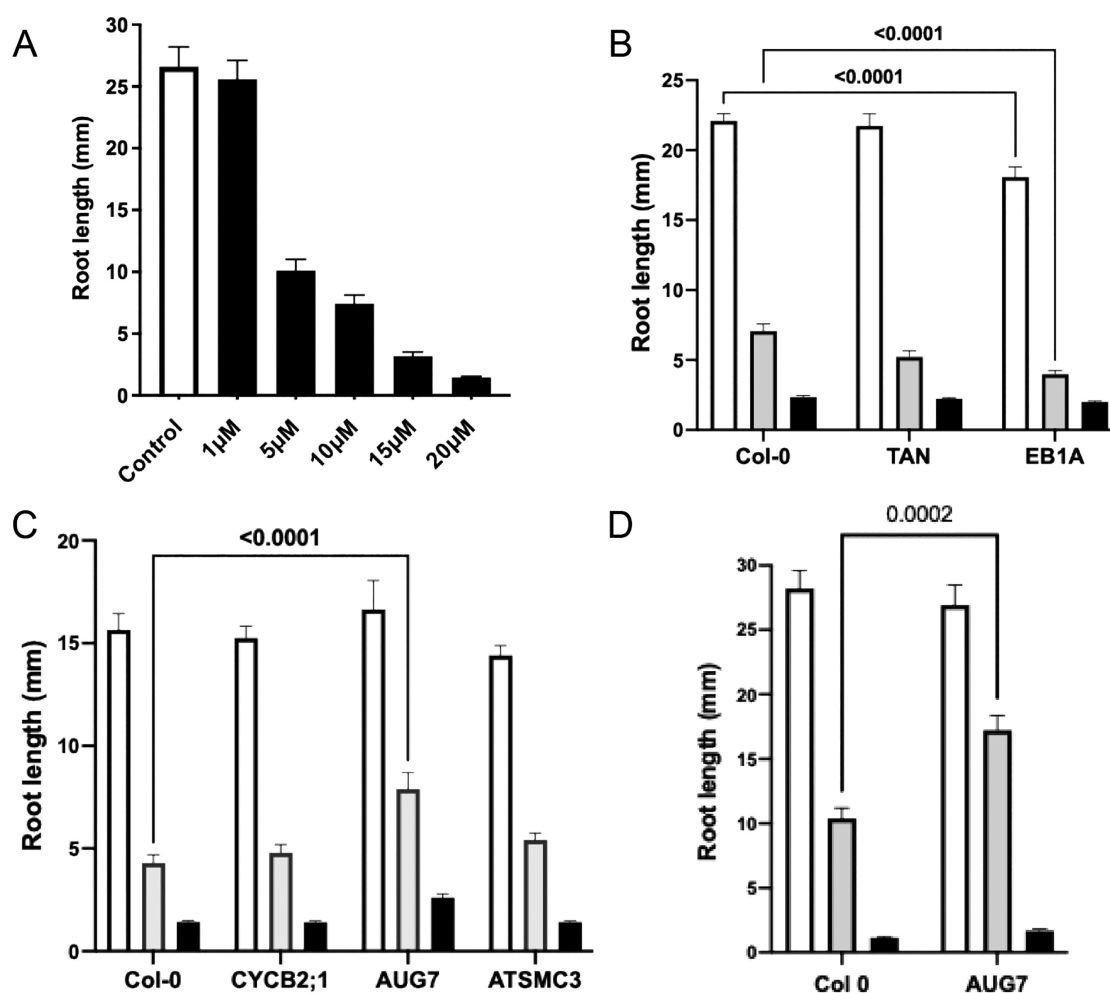 A
Root length (mm)
30
25
20
15
10
5
0
Control
1µM
5µM
10µM
15µM
20µM
B
<0.0001
<0.0001
Root length (mm)
25
20
15
10
5
0
Col-0
TAN
EB1A
C
<0.0001
Root length (mm)
20
15
10
5
0
Col-0
CYCB2;1
AUG7
ATSMC3
D
0.0002
Root length (mm)
30
25
20
15
10
5
0
Col 0
AUG7